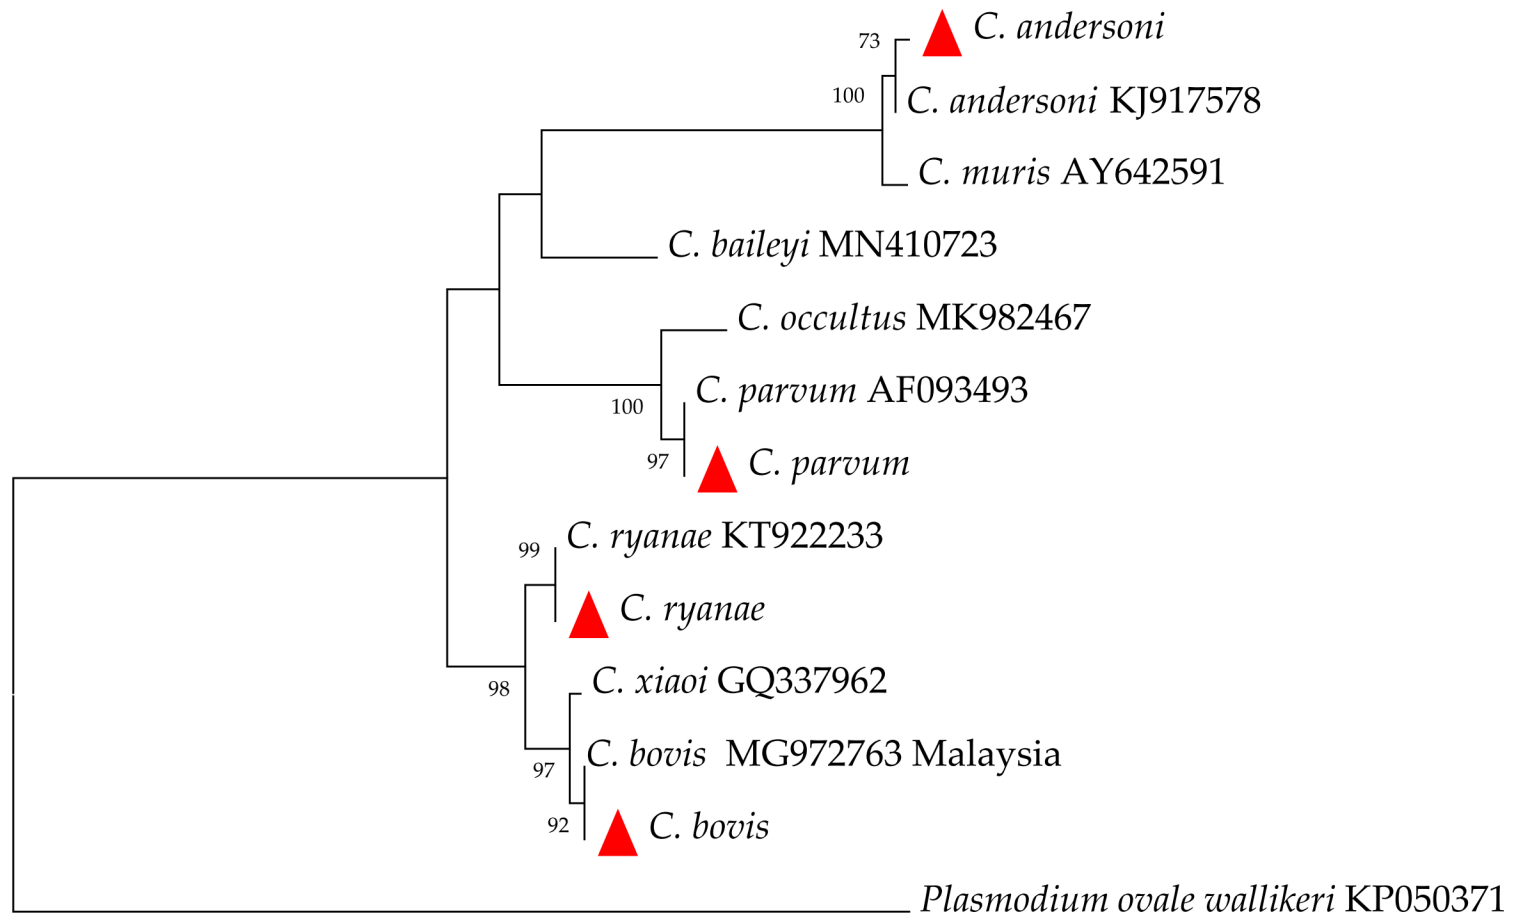 73
C. andersoni
100
C. andersoni KJ917578
C. muris AY642591
C. baileyi MN410723
C. occultus MK982467
C. parvum AF093493
100
97
C. parvum
C. ryanae KT922233
99
C. ryanae
C. xiaoi GQ337962
98
C. bovis MG972763 Malaysia
97
92
C. bovis
Plasmodium ovale wallikeri KP050371